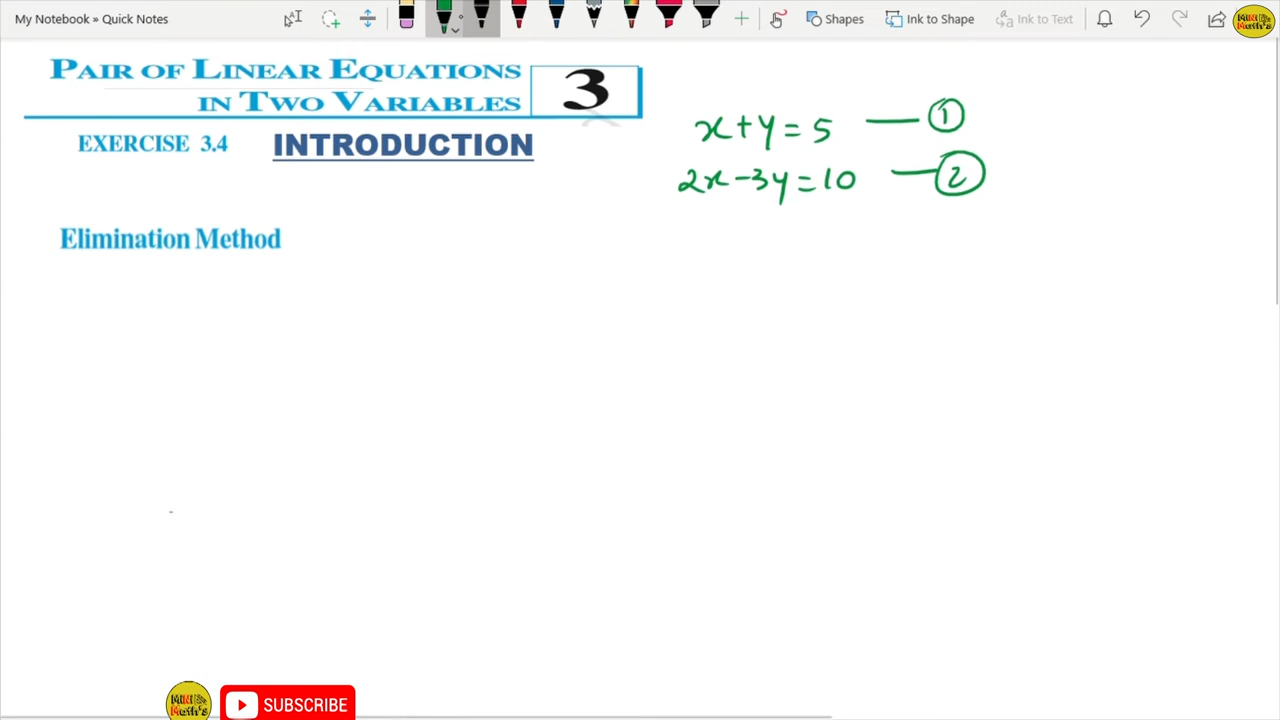 My Notebook » Quick Notes
Shapes
Ink to Shape
Ink to Text
PAIR OF LINEAR EQUATIONS
IN TWO VARIABLES
3
EXERCISE 3.4
INTRODUCTION
x+y=5 —①
2x-3y=10 —②
Elimination Method
SUBSCRIBE